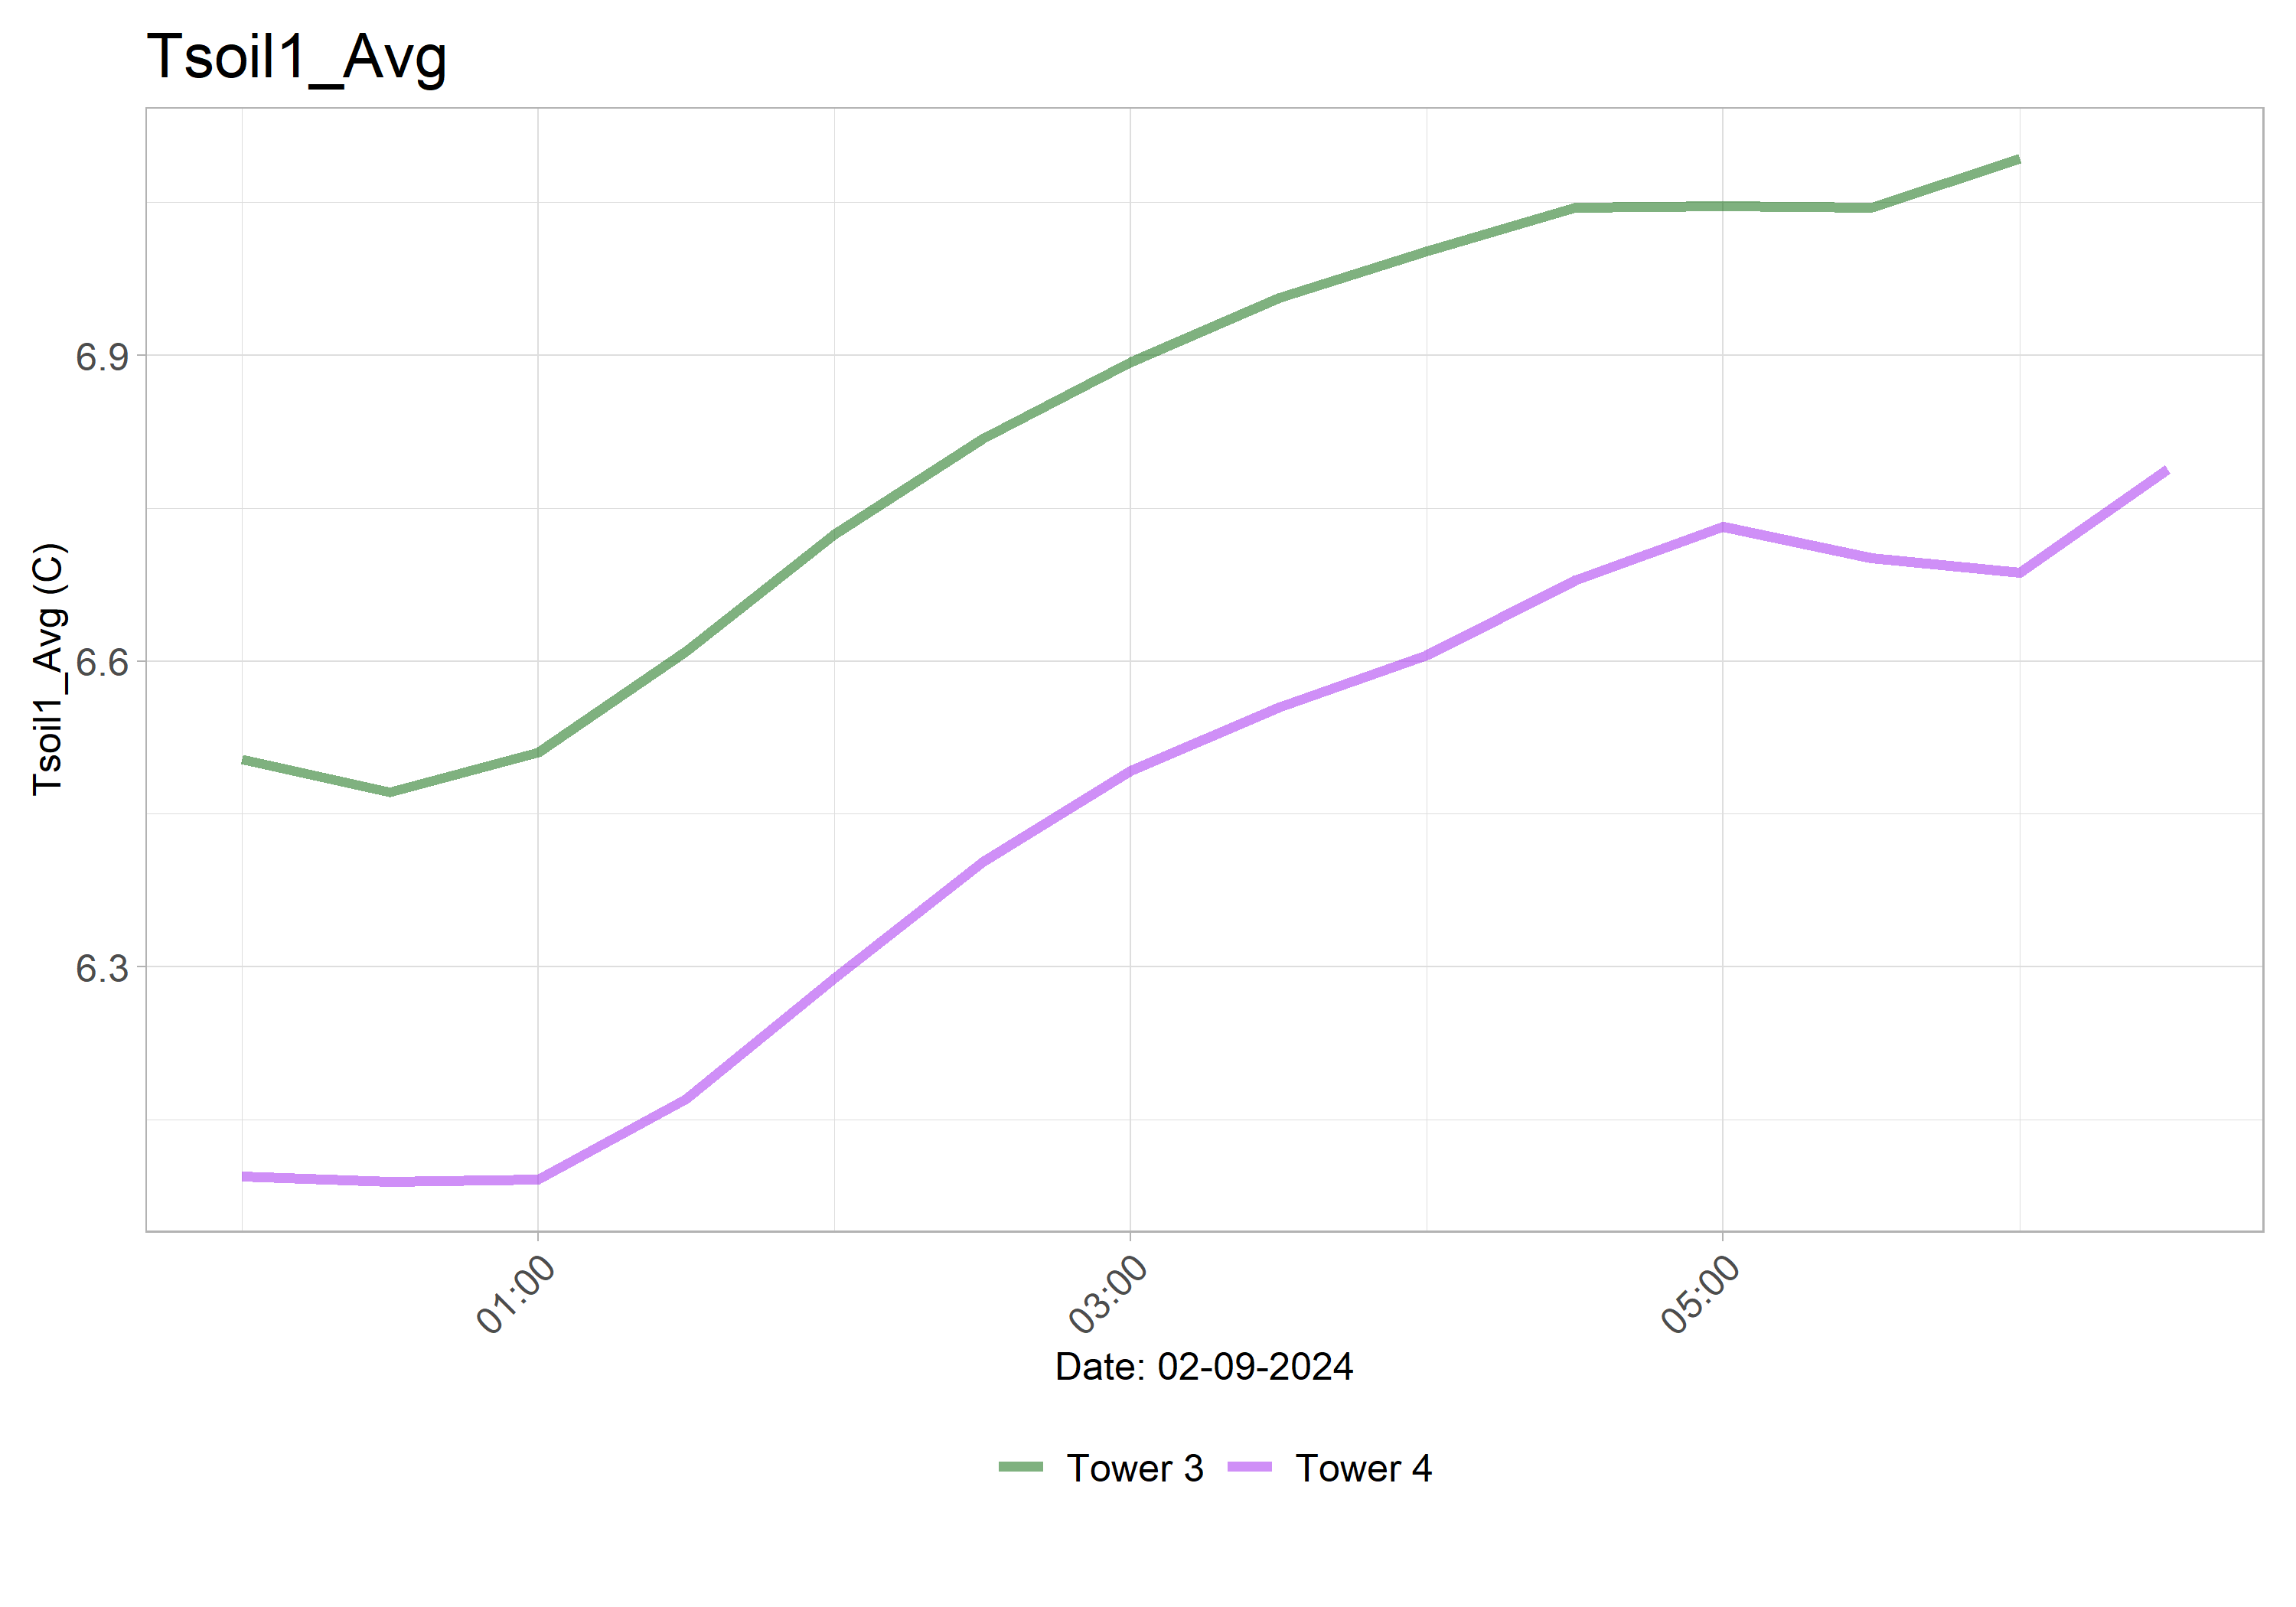 Tsoil1_Avg
Tsoil1_Avg (C)
6.9
6.6
6.3
01:00
03:00
05:00
Date: 02-09-2024
Tower 3
Tower 4